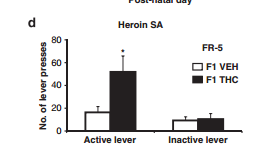 Post-natal day
d
Heroin SA
FR-5
F1 VEH
F1 THC
No. of lever presses
80
60
40
20
0
*
Active lever
Inactive lever